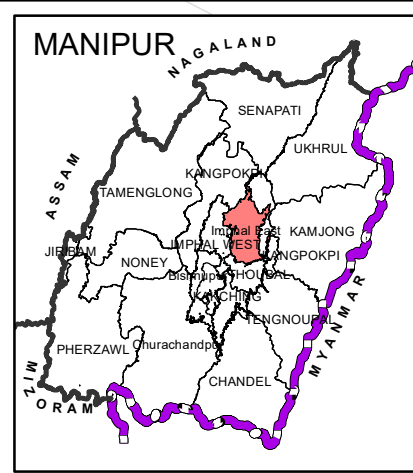 MANIPUR
NAGALAND
SENAPATI
UKHRUL
KANGPOKPI
ASSAM
TAMENGLONG
Imphal East
KAMJONG
IMPHAL WEST
JIRIBAM
KANGPOKPI
NONEY
Bishnupur
THOUBAL
KAKCHING
TENGNOUPAL
MYANMAR
PHERZAWL
Churachandpur
CHANDEL
MIZORAM